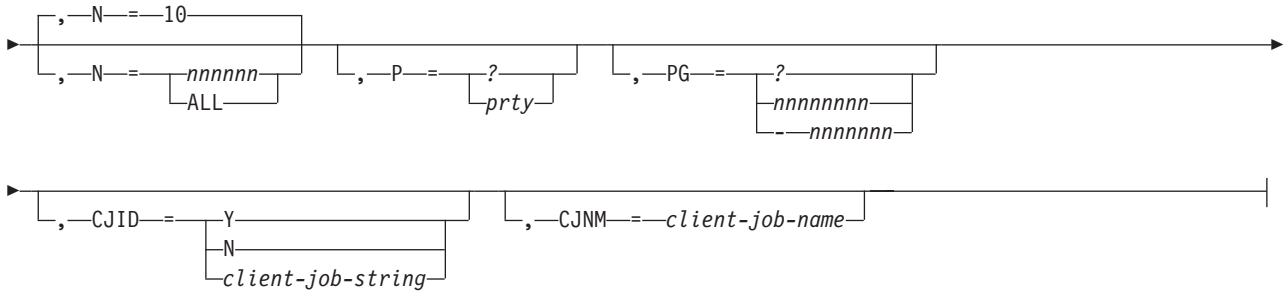 , N = 10
, N = nnnnnn , P = ? , PG = ?
ALL prty nnnnnnnn
- nnnnnnn
, CJID = Y , CJNM = client-job-name
N
client-job-string